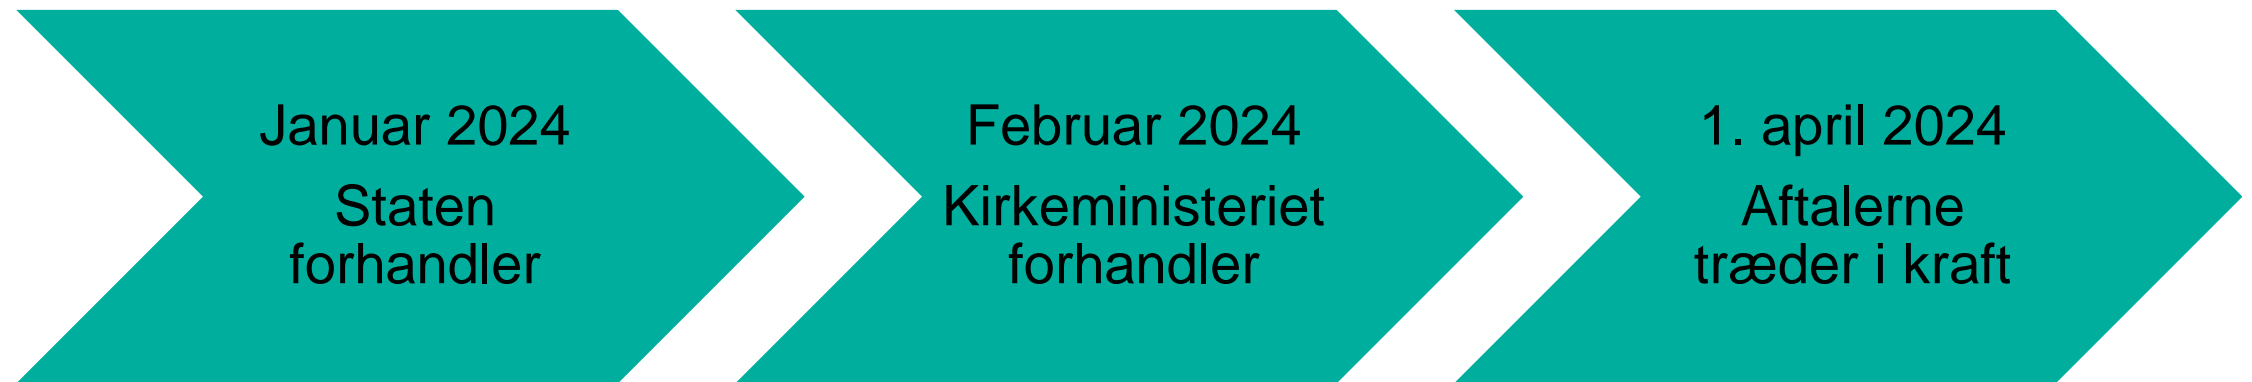 Januar 2024
Staten
forhandler
Februar 2024
Kirkeministeriet
forhandler
1. april 2024
Aftalerne
træder i kraft